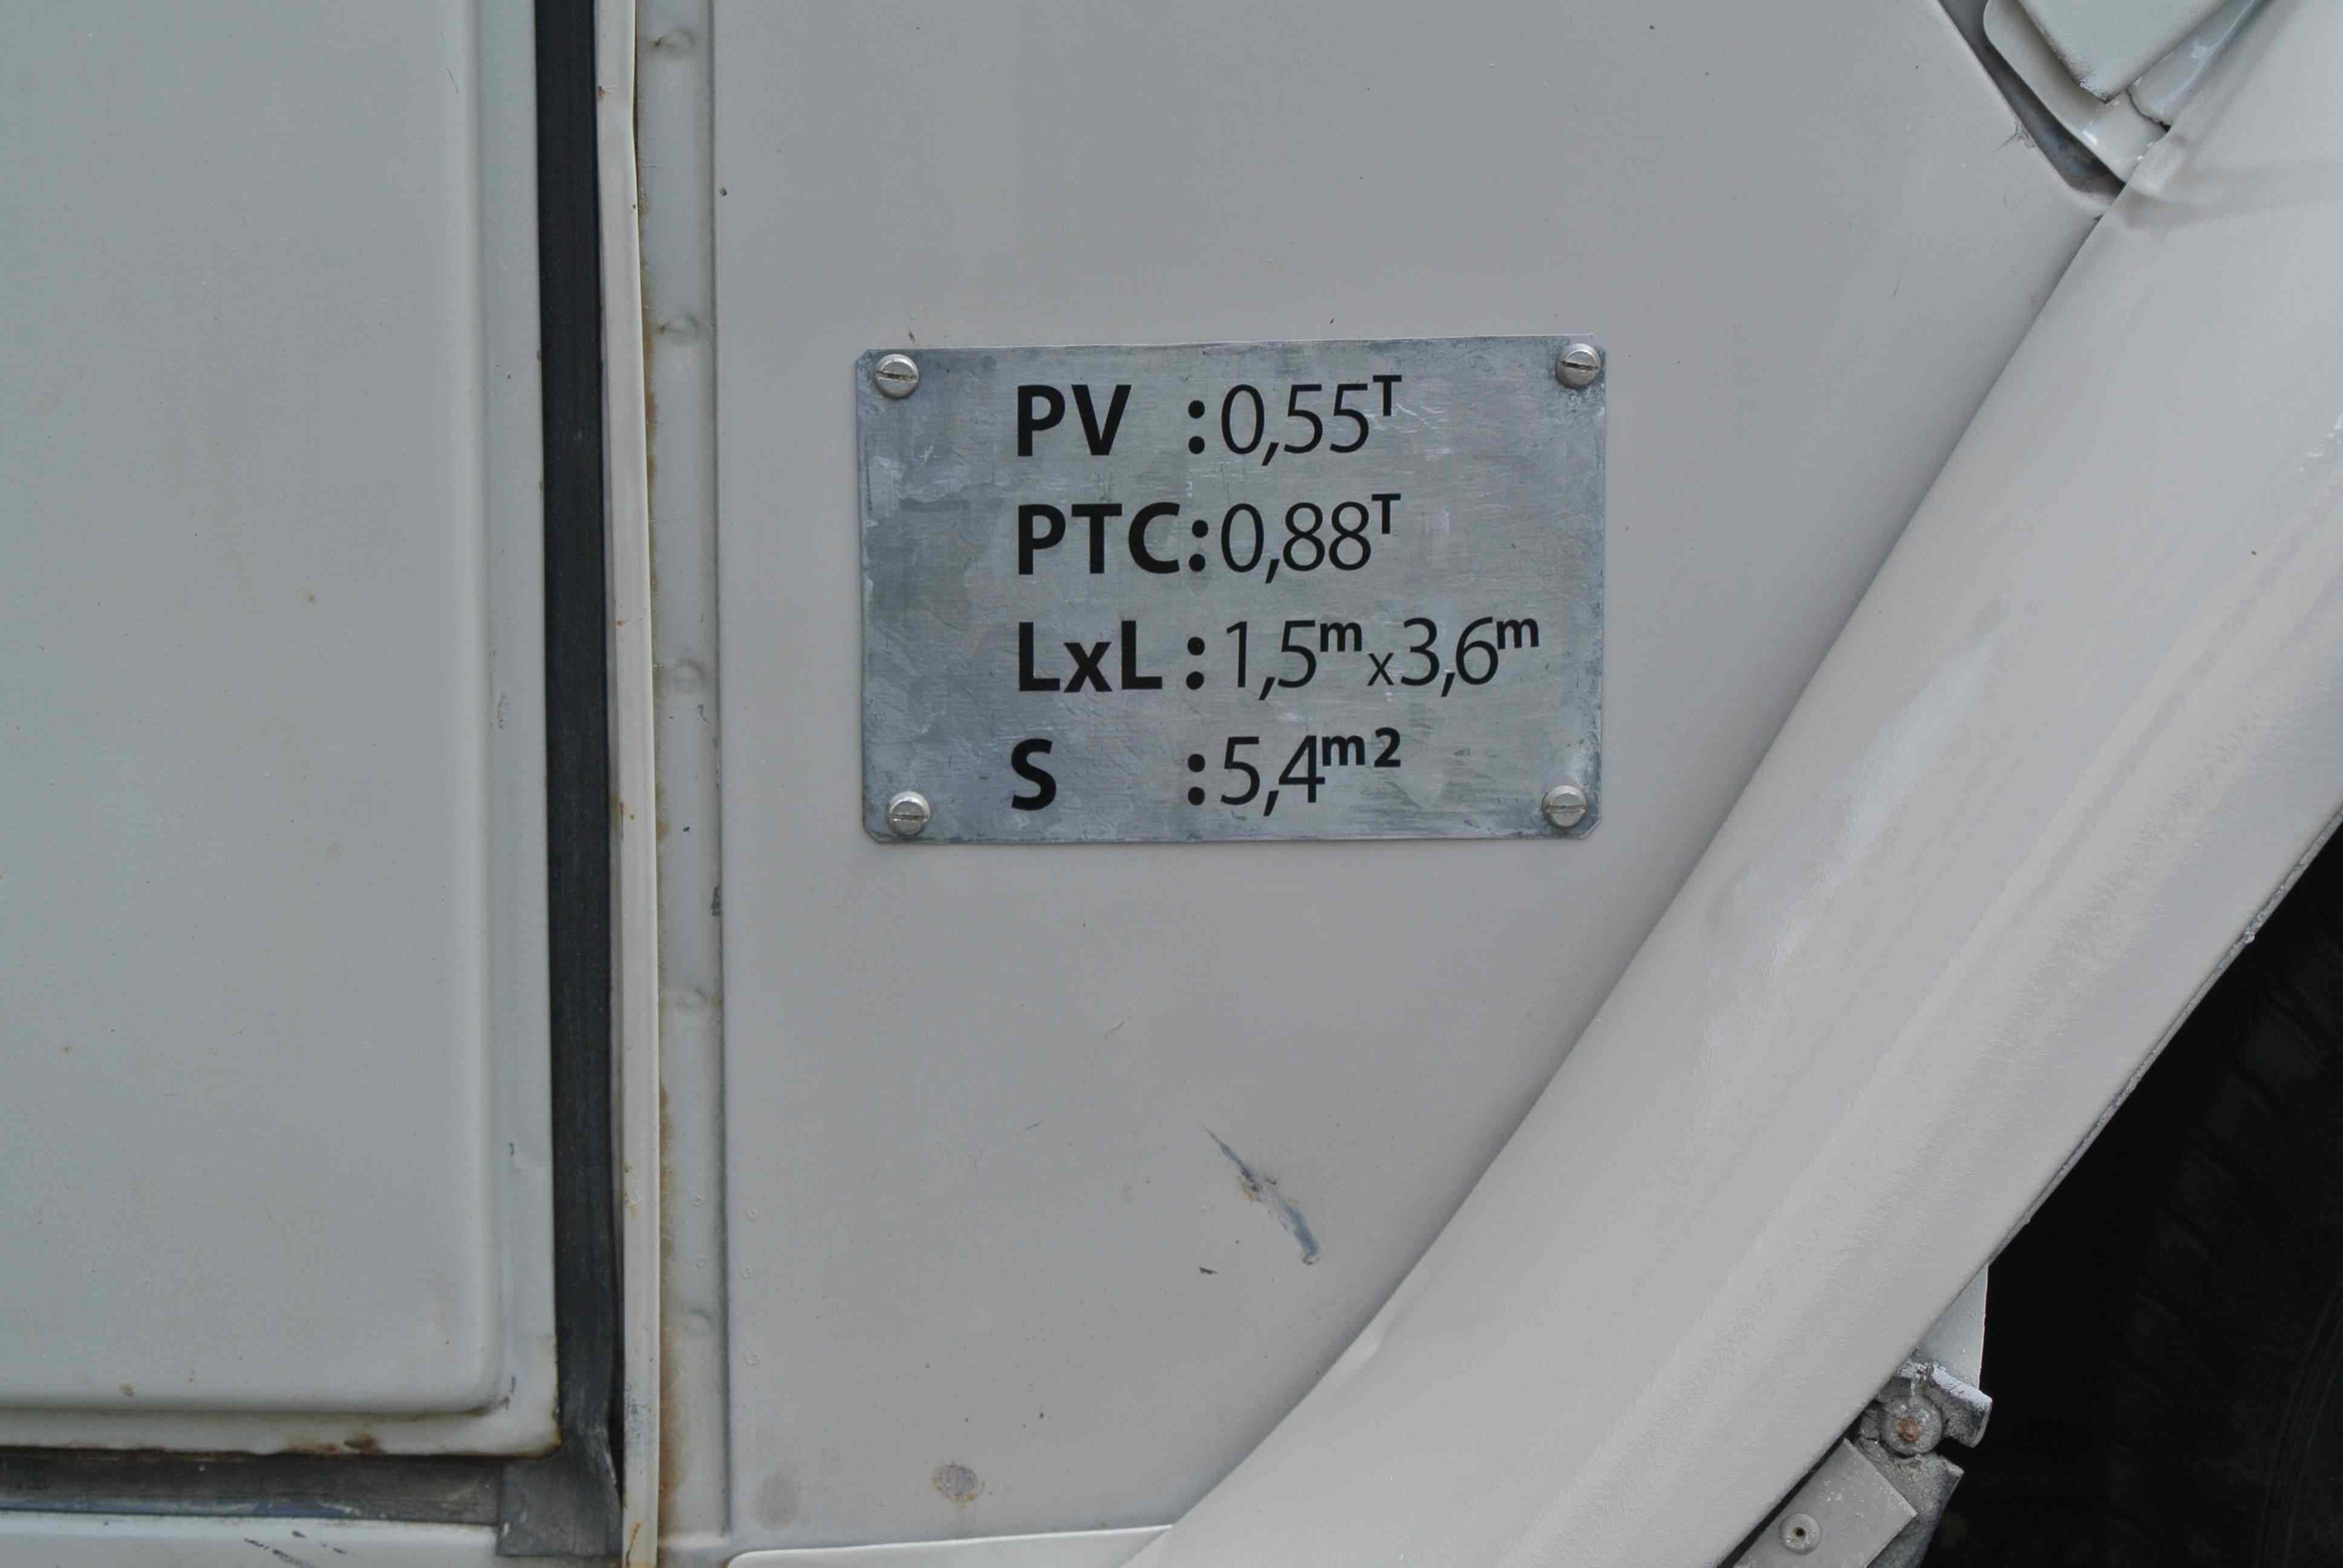 PV :0,55T
PTC:0,88T
LxL:1,5mx3,6m
S :5,4m2